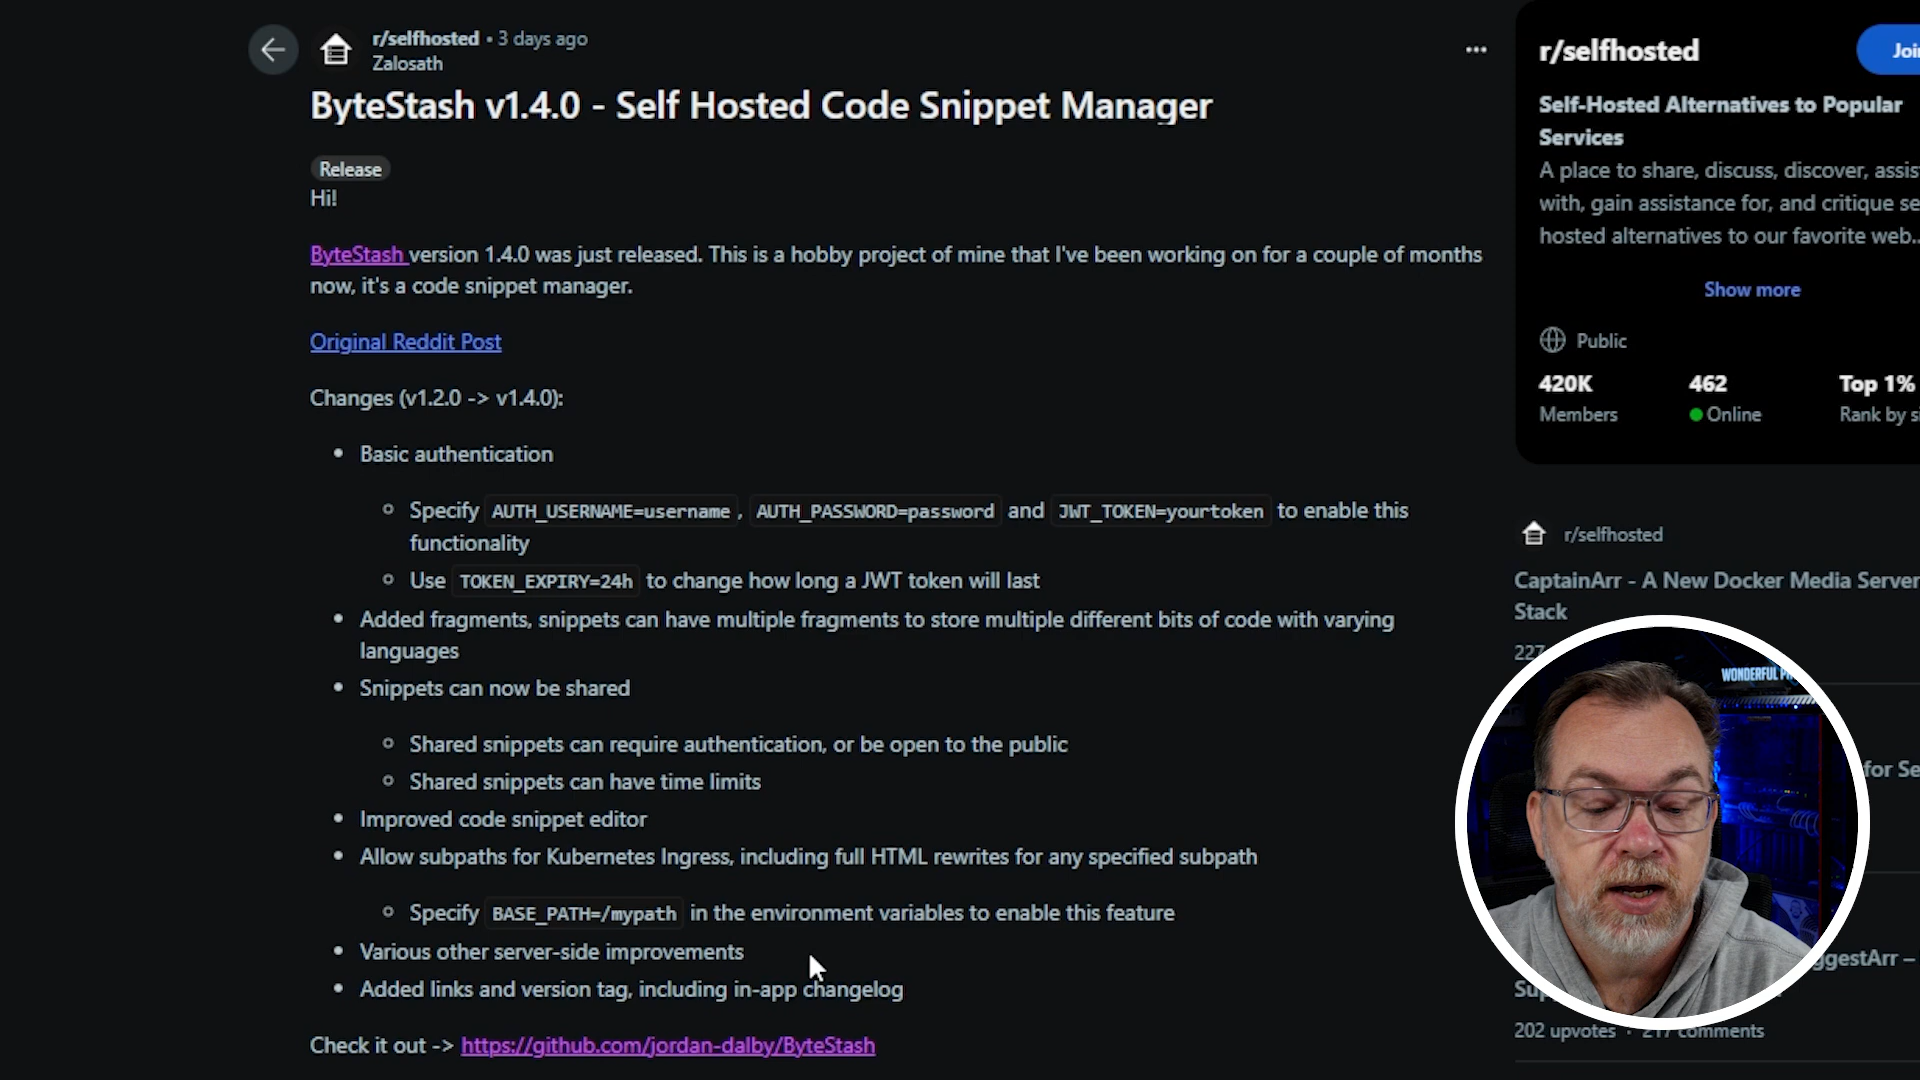 r/selfhosted • 3 days ago
Zalosath
ByteStash v1.4.0 - Self Hosted Code Snippet Manager
Release
Hi!
ByteStash version 1.4.0 was just released. This is a hobby project of mine that I've been working on for a couple of months
now, it's a code snippet manager.
Original Reddit Post
Changes (v1.2.0 -> v1.4.0):
• Basic authentication
Specify AUTH_USERNAME=username, AUTH_PASSWORD=password and JWT_TOKEN=yourtoken to enable this
functionality
Use TOKEN_EXPIRY=24h to change how long a JWT token will last
• Added fragments, snippets can have multiple fragments to store multiple different bits of code with varying
languages
• Snippets can now be shared
Shared snippets can require authentication, or be open to the public
Shared snippets can have time limits
• Improved code snippet editor
• Allow subpaths for Kubernetes Ingress, including full HTML rewrites for any specified subpath
Specify BASE_PATH=/mypath in the environment variables to enable this feature
• Various other server-side improvements
• Added links and version tag, including in-app changelog
Check it out -> https://github.com/jordan-dalby/ByteStash
r/selfhosted
Joi
Self-Hosted Alternatives to Popular
Services
A place to share, discuss, discover, assis
with, gain assistance for, and critique se
hosted alternatives to our favorite web...
Show more
Public
420K 462 Top 1%
Members Online Rank by si
r/selfhosted
CaptainArr - A New Docker Media Server
Stack
227
WONDERFUL
for Se
ggestArr –
202 upvotes · 217 comments